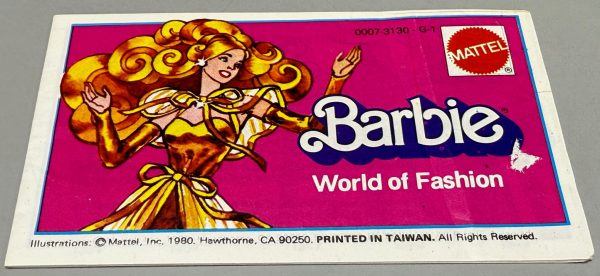 0007-3130 - G-1
MATTEL
®
Barbie®
World of Fashion
Illustrations: © Mattel, Inc. 1980. Hawthorne, CA 90250. PRINTED IN TAIWAN. All Rights Reserved.